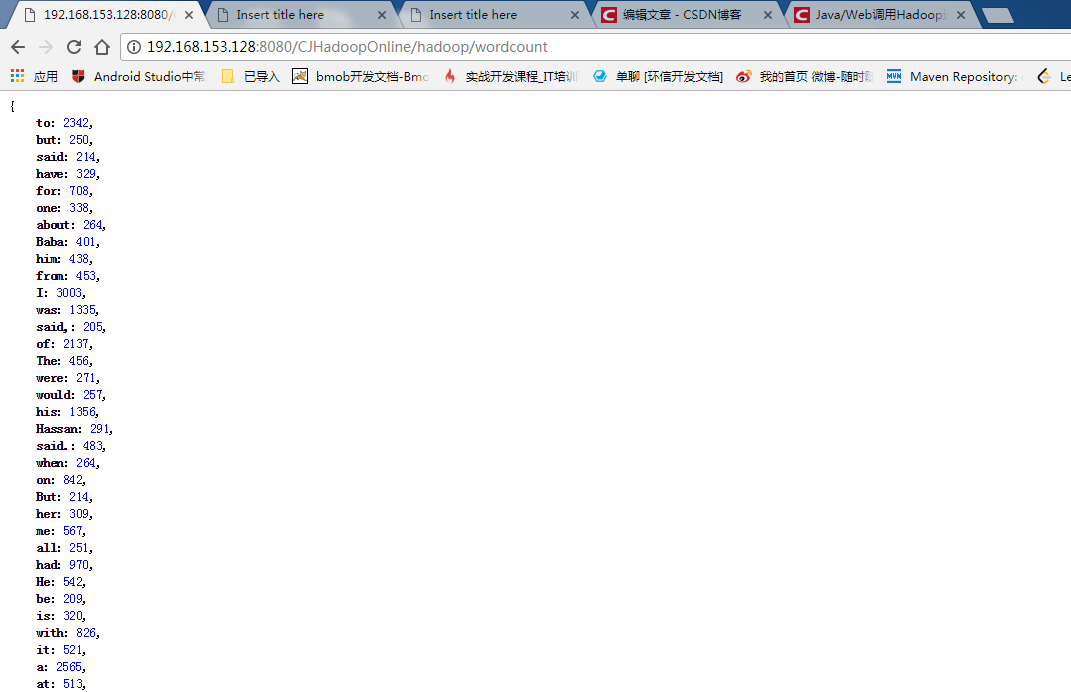 192.168.153.128:8080/ Insert title here Insert title here 编辑文章 - CSDN博客 Java/Web调用Hadoop
192.168.153.128:8080/CJHadoopOnline/hadoop/wordcount
应用 Android Studio中常 已导入 bmob开发文档-Bmo 实战开发课程_IT培训 单聊 [环信开发文档] 我的首页 微博-随时随 Maven Repository: Le
{
to: 2342,
but: 250,
said: 214,
have: 329,
for: 708,
one: 338,
about: 264,
Baba: 401,
him: 438,
from: 453,
I: 3003,
was: 1335,
said,: 205,
of: 2137,
The: 456,
were: 271,
would: 257,
his: 1356,
Hassan: 291,
said.: 483,
when: 264,
on: 842,
But: 214,
her: 309,
me: 567,
all: 251,
had: 970,
He: 542,
be: 209,
is: 320,
with: 826,
it: 521,
a: 2565,
at: 513,